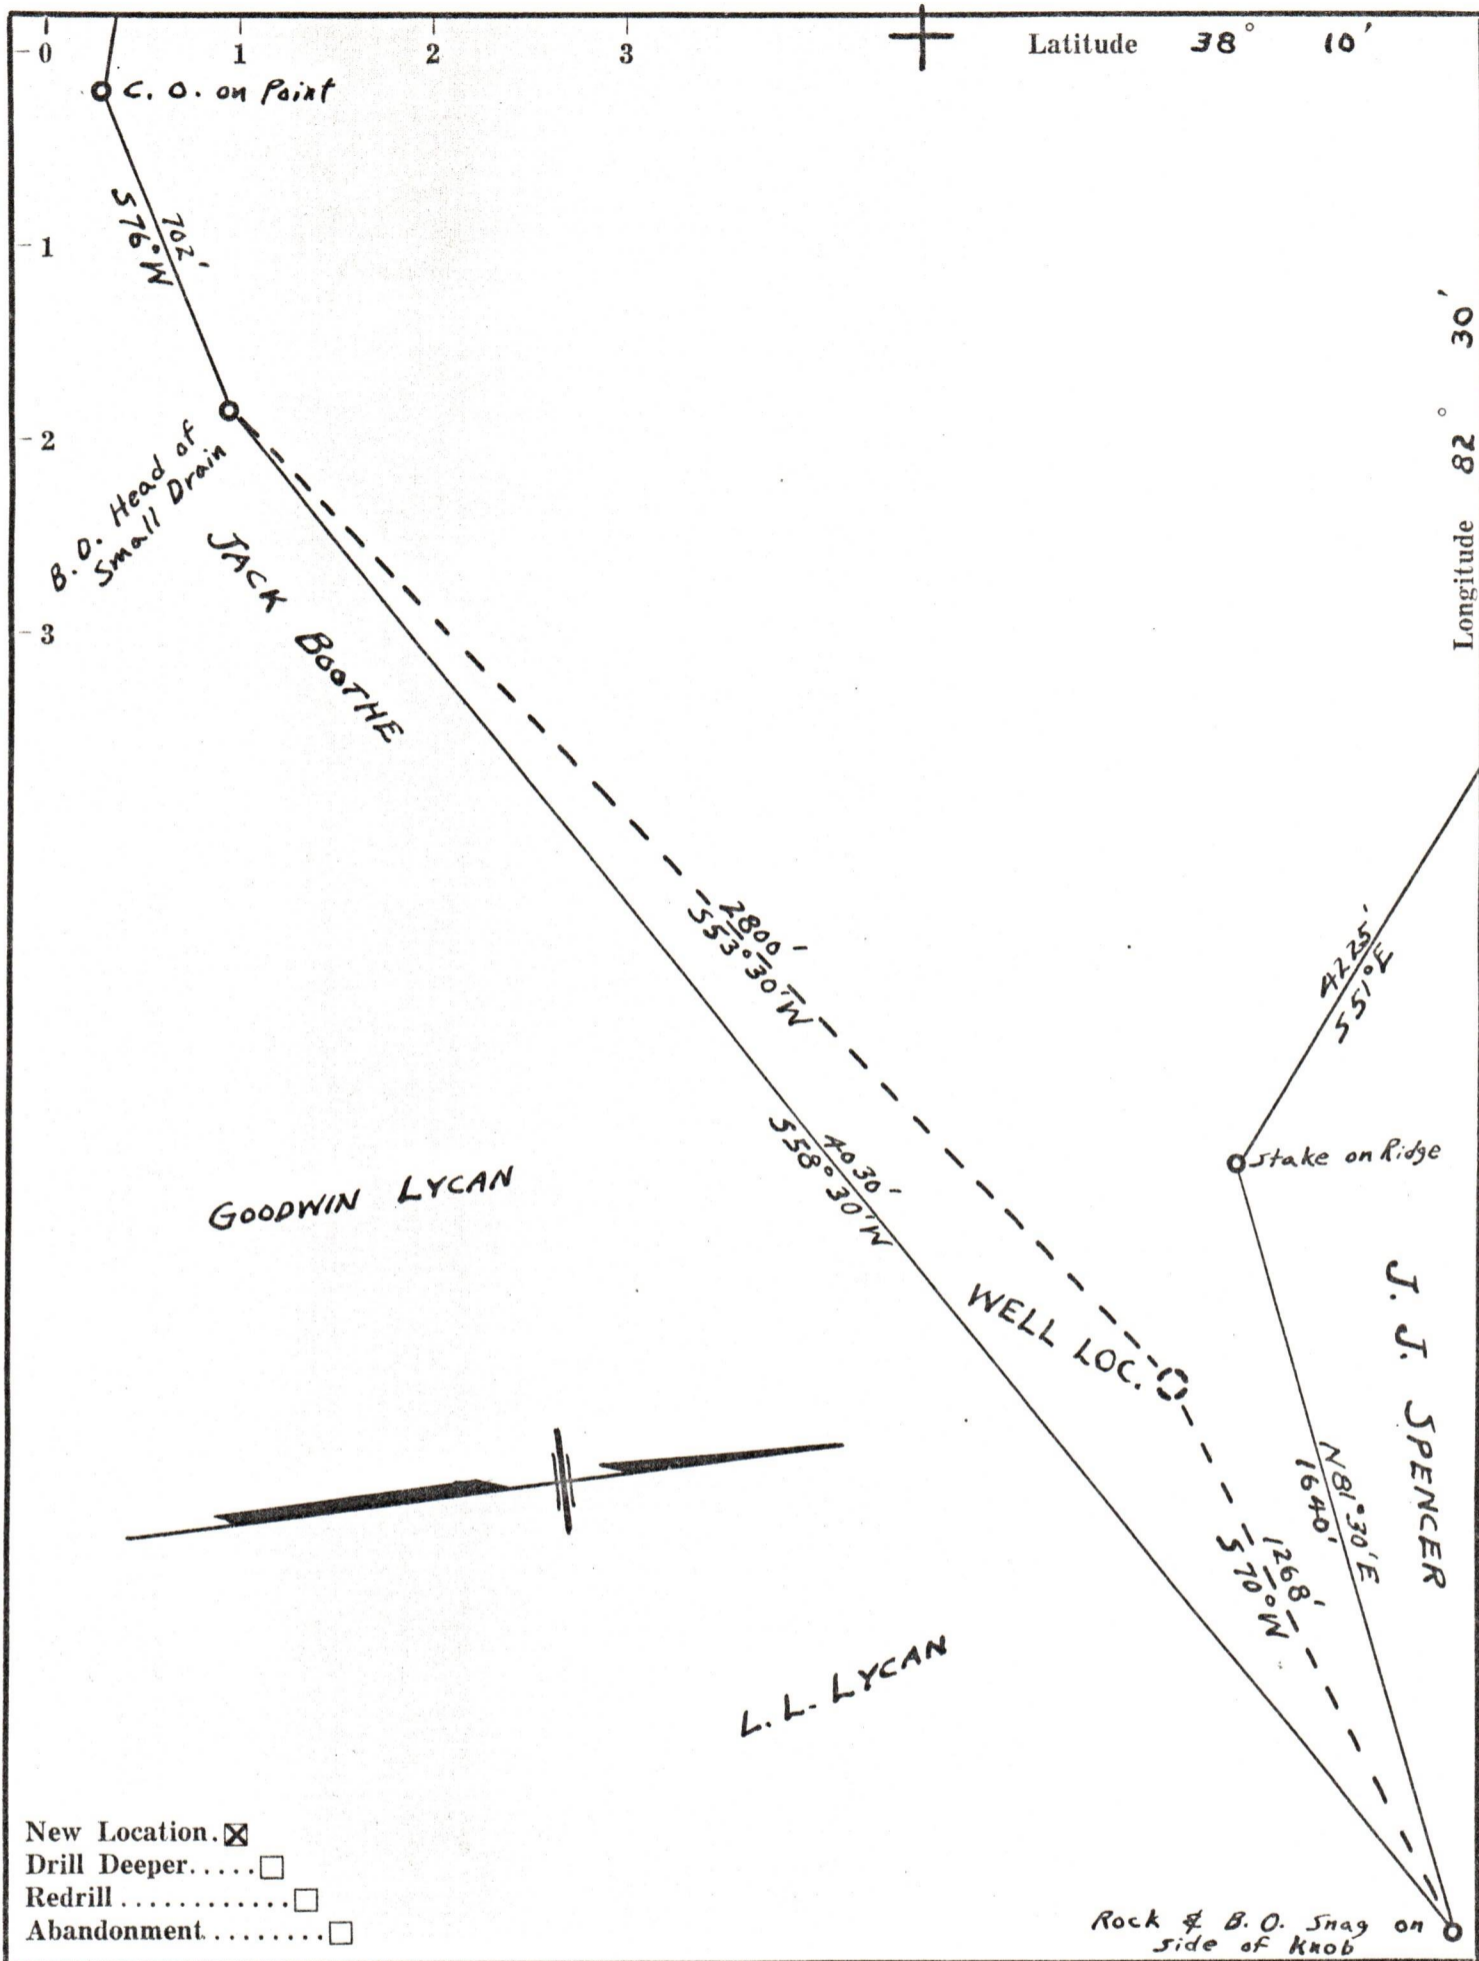 0 1 2 3 Latitude 38° 10'
C. O. on Point
702'
S76°W
1
Longitude 82° 30'
2
B. O. Head of
Small Drain
JACK BOOTHE
3
2800'
S53°30'W
4225'
S51°E
4030'
S58°30'W
Stake on Ridge
GOODWIN LYCAN
WELL LOC.
J. J. SPENCER
N81°30'E
1640'
1268'
S70°W
L. L. LYCAN
New Location. ☒
Drill Deeper..... ☐
Redrill ............ ☐
Abandonment......... ☐
Rock & B. O. Snag on
side of Knob